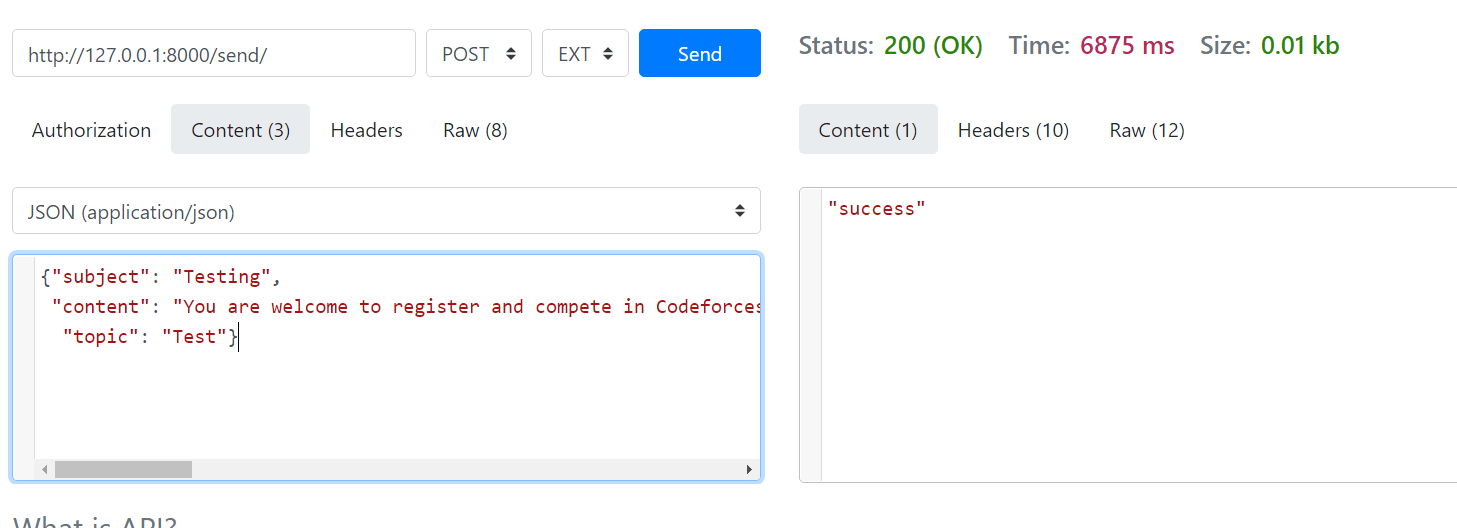 http://127.0.0.1:8000/send/ POST EXT Send
Status: 200 (OK) Time: 6875 ms Size: 0.01 kb
Authorization Content (3) Headers Raw (8)
Content (1) Headers (10) Raw (12)
JSON (application/json)
{"subject": "Testing",
"content": "You are welcome to register and compete in Codeforces
"topic": "Test"}
"success"
What is API?